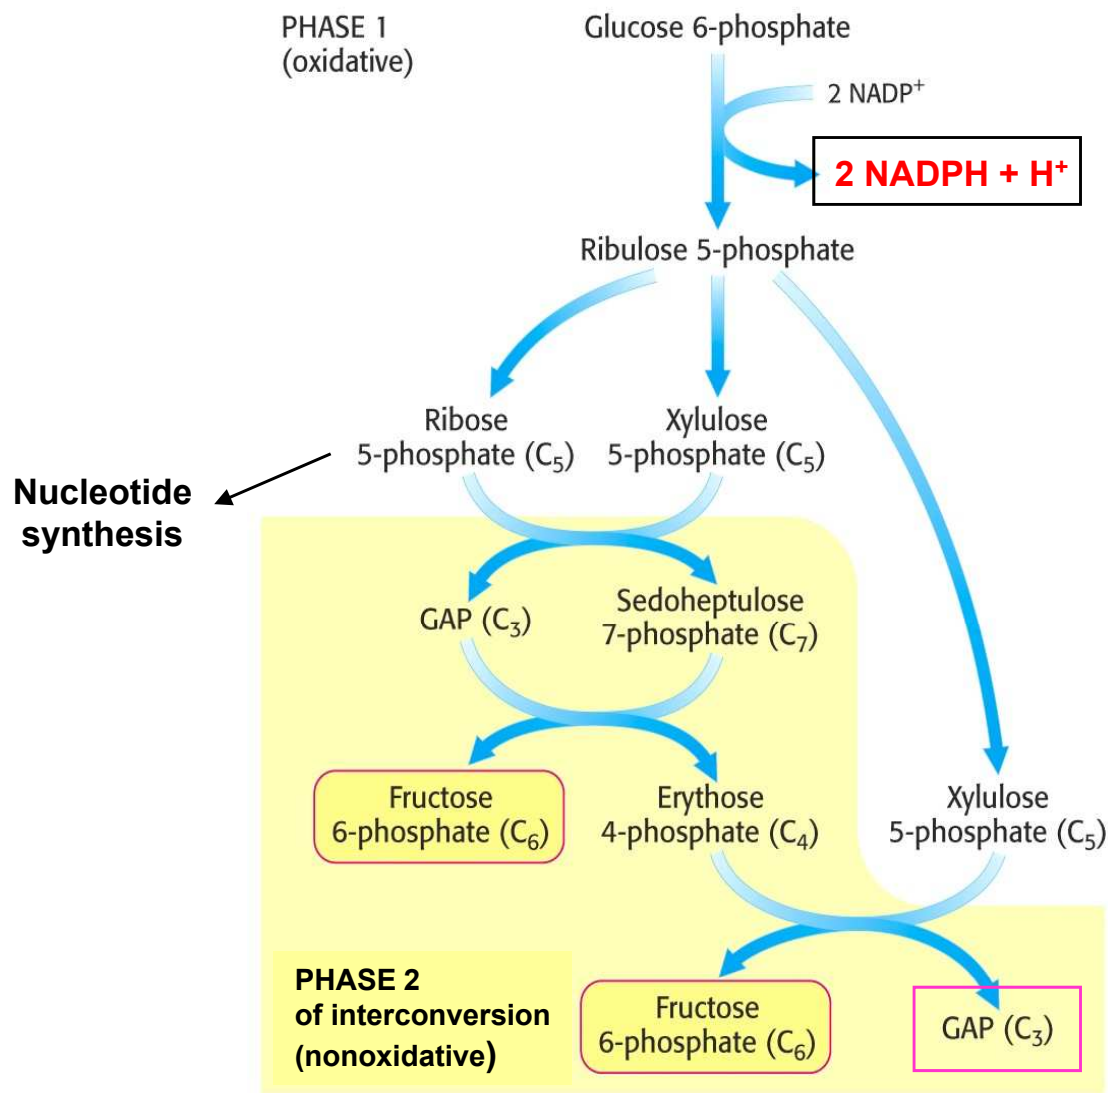 PHASE 1
(oxidative)
Glucose 6-phosphate
2 NADP⁺
2 NADPH + H⁺
Ribulose 5-phosphate
Ribose
5-phosphate (C₅)
Xylulose
5-phosphate (C₅)
Nucleotide
synthesis
GAP (C₃)
Sedoheptulose
7-phosphate (C₇)
Fructose
6-phosphate (C₆)
Erythose
4-phosphate (C₄)
Xylulose
5-phosphate (C₅)
PHASE 2
of interconversion
(nonoxidative)
Fructose
6-phosphate (C₆)
GAP (C₃)